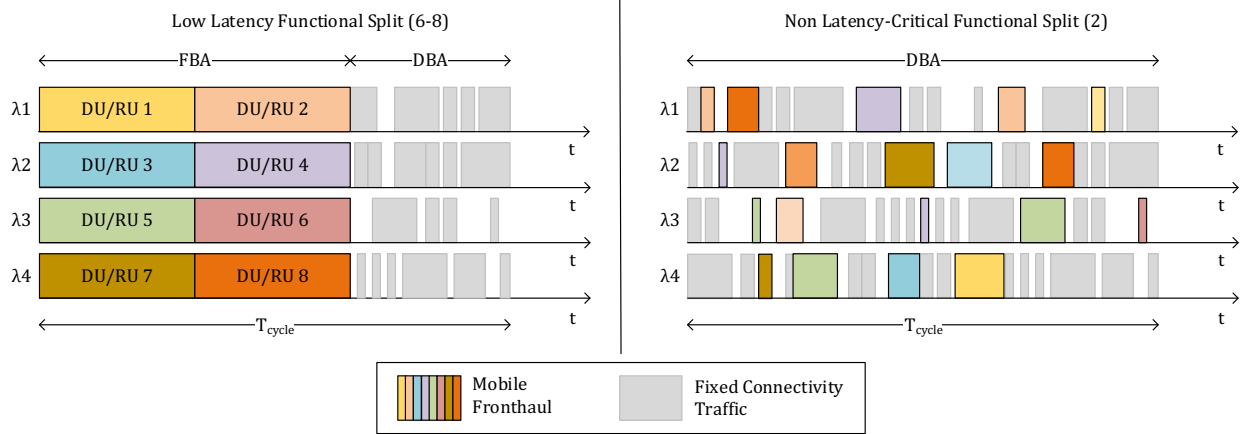 Low Latency Functional Split (6-8)
FBA
DBA
λ1
DU/RU 1
DU/RU 2
t
λ2
DU/RU 3
DU/RU 4
t
λ3
DU/RU 5
DU/RU 6
t
λ4
DU/RU 7
DU/RU 8
t
Tcycle
Non Latency-Critical Functional Split (2)
DBA
λ1
t
λ2
t
λ3
t
λ4
t
Tcycle
Mobile
Fronthaul
Fixed Connectivity
Traffic